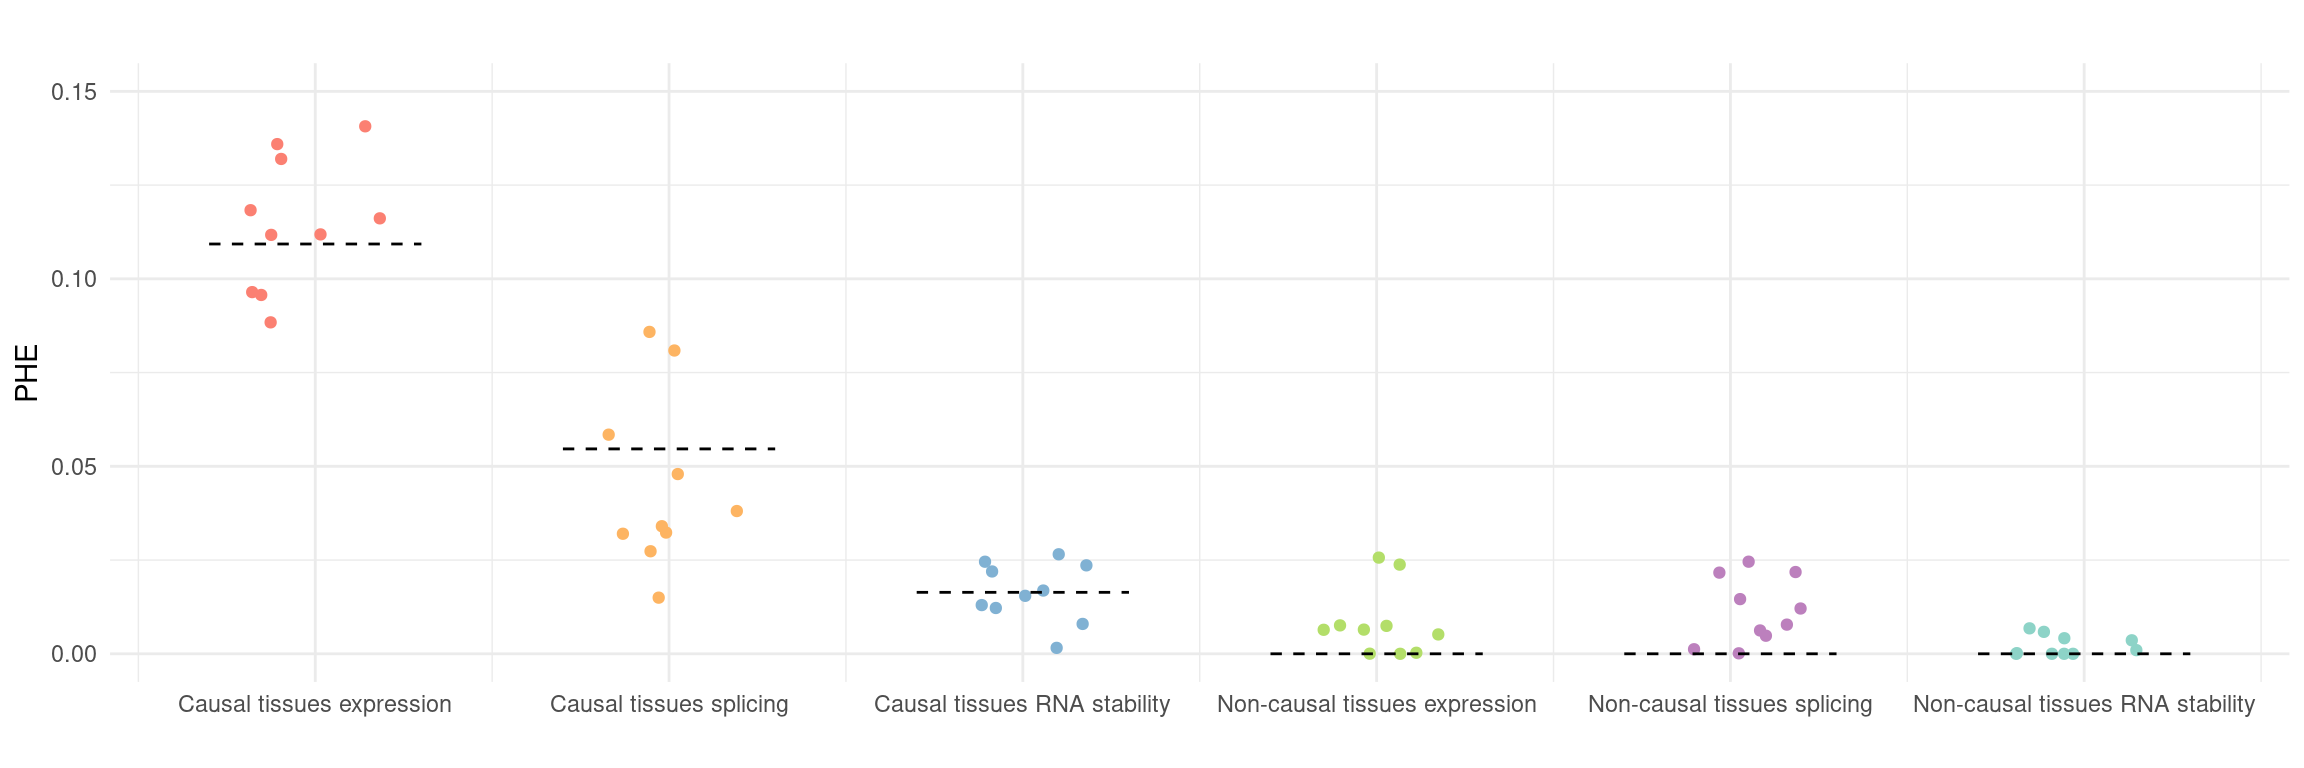 PHE
0.15
0.10
0.05
0.00
Causal tissues expression
Causal tissues splicing
Causal tissues RNA stability
Non-causal tissues expression
Non-causal tissues splicing
Non-causal tissues RNA stability